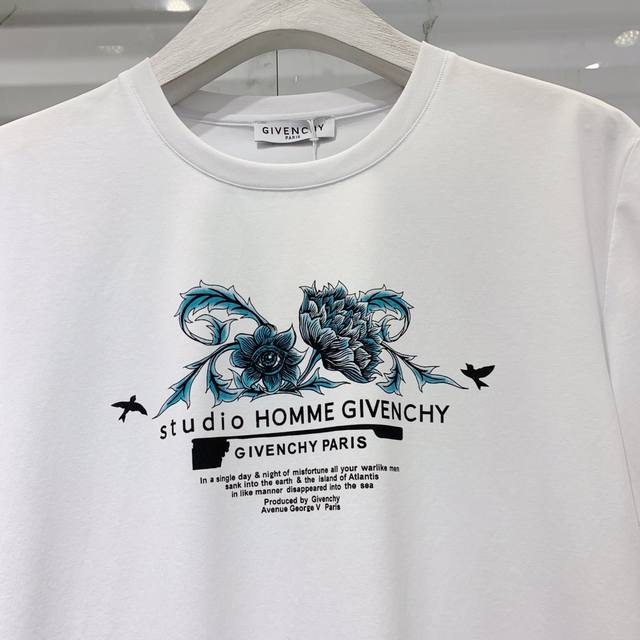 GIVENCHY
PARIS
studio HOMME GIVENCHY
GIVENCHY PARIS
In a single day & night of misfortune all your warlike men
sank into the earth & the island of Atlantis
in like manner disappeared into the sea
Produced by Givenchy
Avenue George V Paris